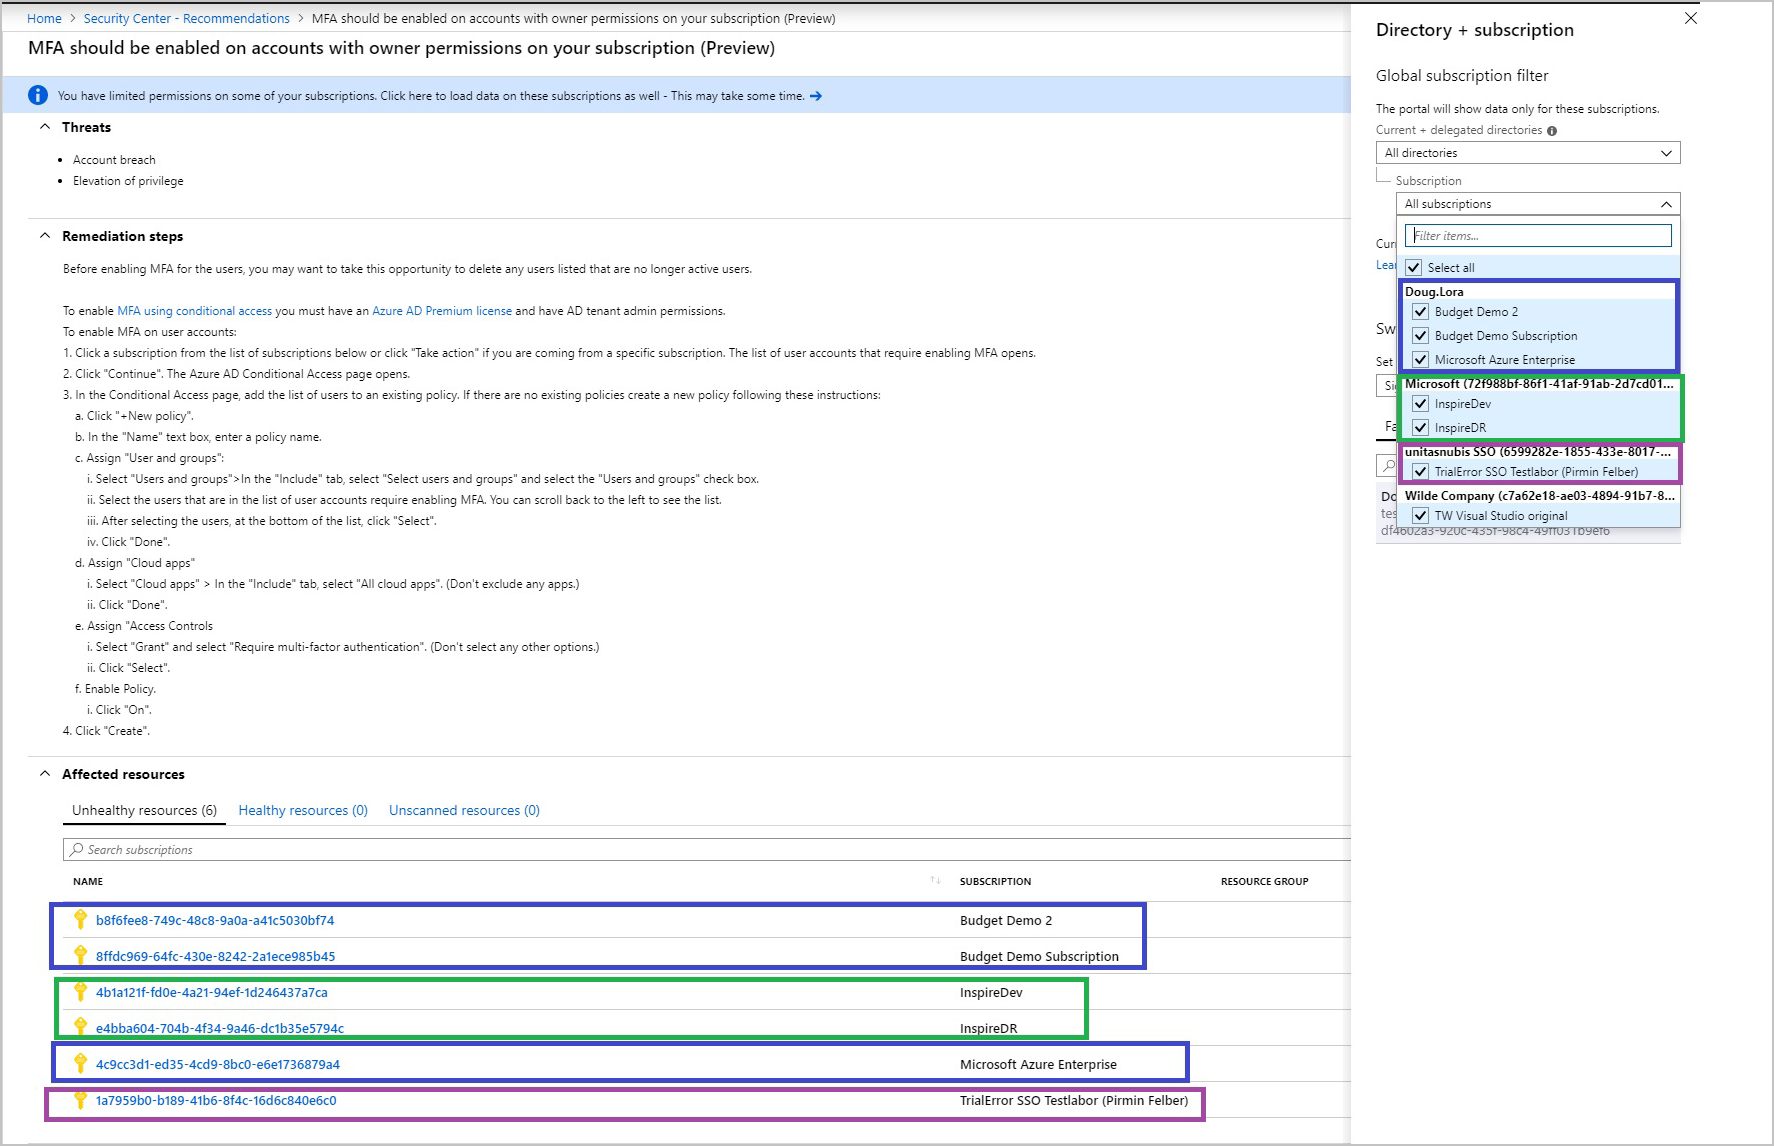 Home > Security Center - Recommendations > MFA should be enabled on accounts with owner permissions on your subscription (Preview)
MFA should be enabled on accounts with owner permissions on your subscription (Preview)
You have limited permissions on some of your subscriptions. Click here to load data on these subscriptions as well - This may take some time. →
Threats
• Account breach
• Elevation of privilege
Remediation steps
Before enabling MFA for the users, you may want to take this opportunity to delete any users listed that are no longer active users.
To enable MFA using conditional access you must have an Azure AD Premium license and have AD tenant admin permissions.
To enable MFA on user accounts:
1. Click a subscription from the list of subscriptions below or click "Take action" if you are coming from a specific subscription. The list of user accounts that require enabling MFA opens.
2. Click "Continue". The Azure AD Conditional Access page opens.
3. In the Conditional Access page, add the list of users to an existing policy. If there are no existing policies create a new policy following these instructions:
a. Click "+New policy".
b. In the "Name" text box, enter a policy name.
c. Assign "User and groups":
i. Select "Users and groups">In the "Include" tab, select "Select users and groups" and select the "Users and groups" check box.
ii. Select the users that are in the list of user accounts require enabling MFA. You can scroll back to the left to see the list.
iii. After selecting the users, at the bottom of the list, click "Select".
iv. Click "Done".
d. Assign "Cloud apps"
i. Select "Cloud apps" > In the "Include" tab, select "All cloud apps". (Don't exclude any apps.)
ii. Click "Done".
e. Assign "Access Controls
i. Select "Grant" and select "Require multi-factor authentication". (Don't select any other options.)
ii. Click "Select".
f. Enable Policy.
i. Click "On".
4. Click "Create".
Affected resources
Unhealthy resources (6) Healthy resources (0) Unscanned resources (0)
Search subscriptions
NAME ↑↓ SUBSCRIPTION RESOURCE GROUP
b8f6fee8-749c-48c8-9a0a-a41c5030bf74 Budget Demo 2
8ffdc969-64fc-430e-8242-2a1ece985b45 Budget Demo Subscription
4b1a121f-fd0e-4a21-94ef-1d246437a7ca InspireDev
e4bba604-704b-4f34-9a46-dc1b35e5794c InspireDR
4c9cc3d1-ed35-4cd9-8bc0-e6e1736879a4 Microsoft Azure Enterprise
1a7959b0-b189-41b6-8f4c-16d6c840e6c0 TrialError SSO Testlabor (Pirmin Felber)
Directory + subscription
Global subscription filter
The portal will show data only for these subscriptions.
Current + delegated directories
All directories
Subscription
All subscriptions
Filter items...
Select all
Doug.Lora
Budget Demo 2
Budget Demo Subscription
Microsoft Azure Enterprise
Microsoft (72f988bf-86f1-41af-91ab-2d7cd01...
InspireDev
InspireDR
unitasnubis SSO (6599282e-1855-433e-8017-...
TrialError SSO Testlabor (Pirmin Felber)
Wilde Company (c7a62e18-ae03-4894-91b7-8...
TW Visual Studio original
df4602a3-920c-435f-98c4-49ff031b9ef6